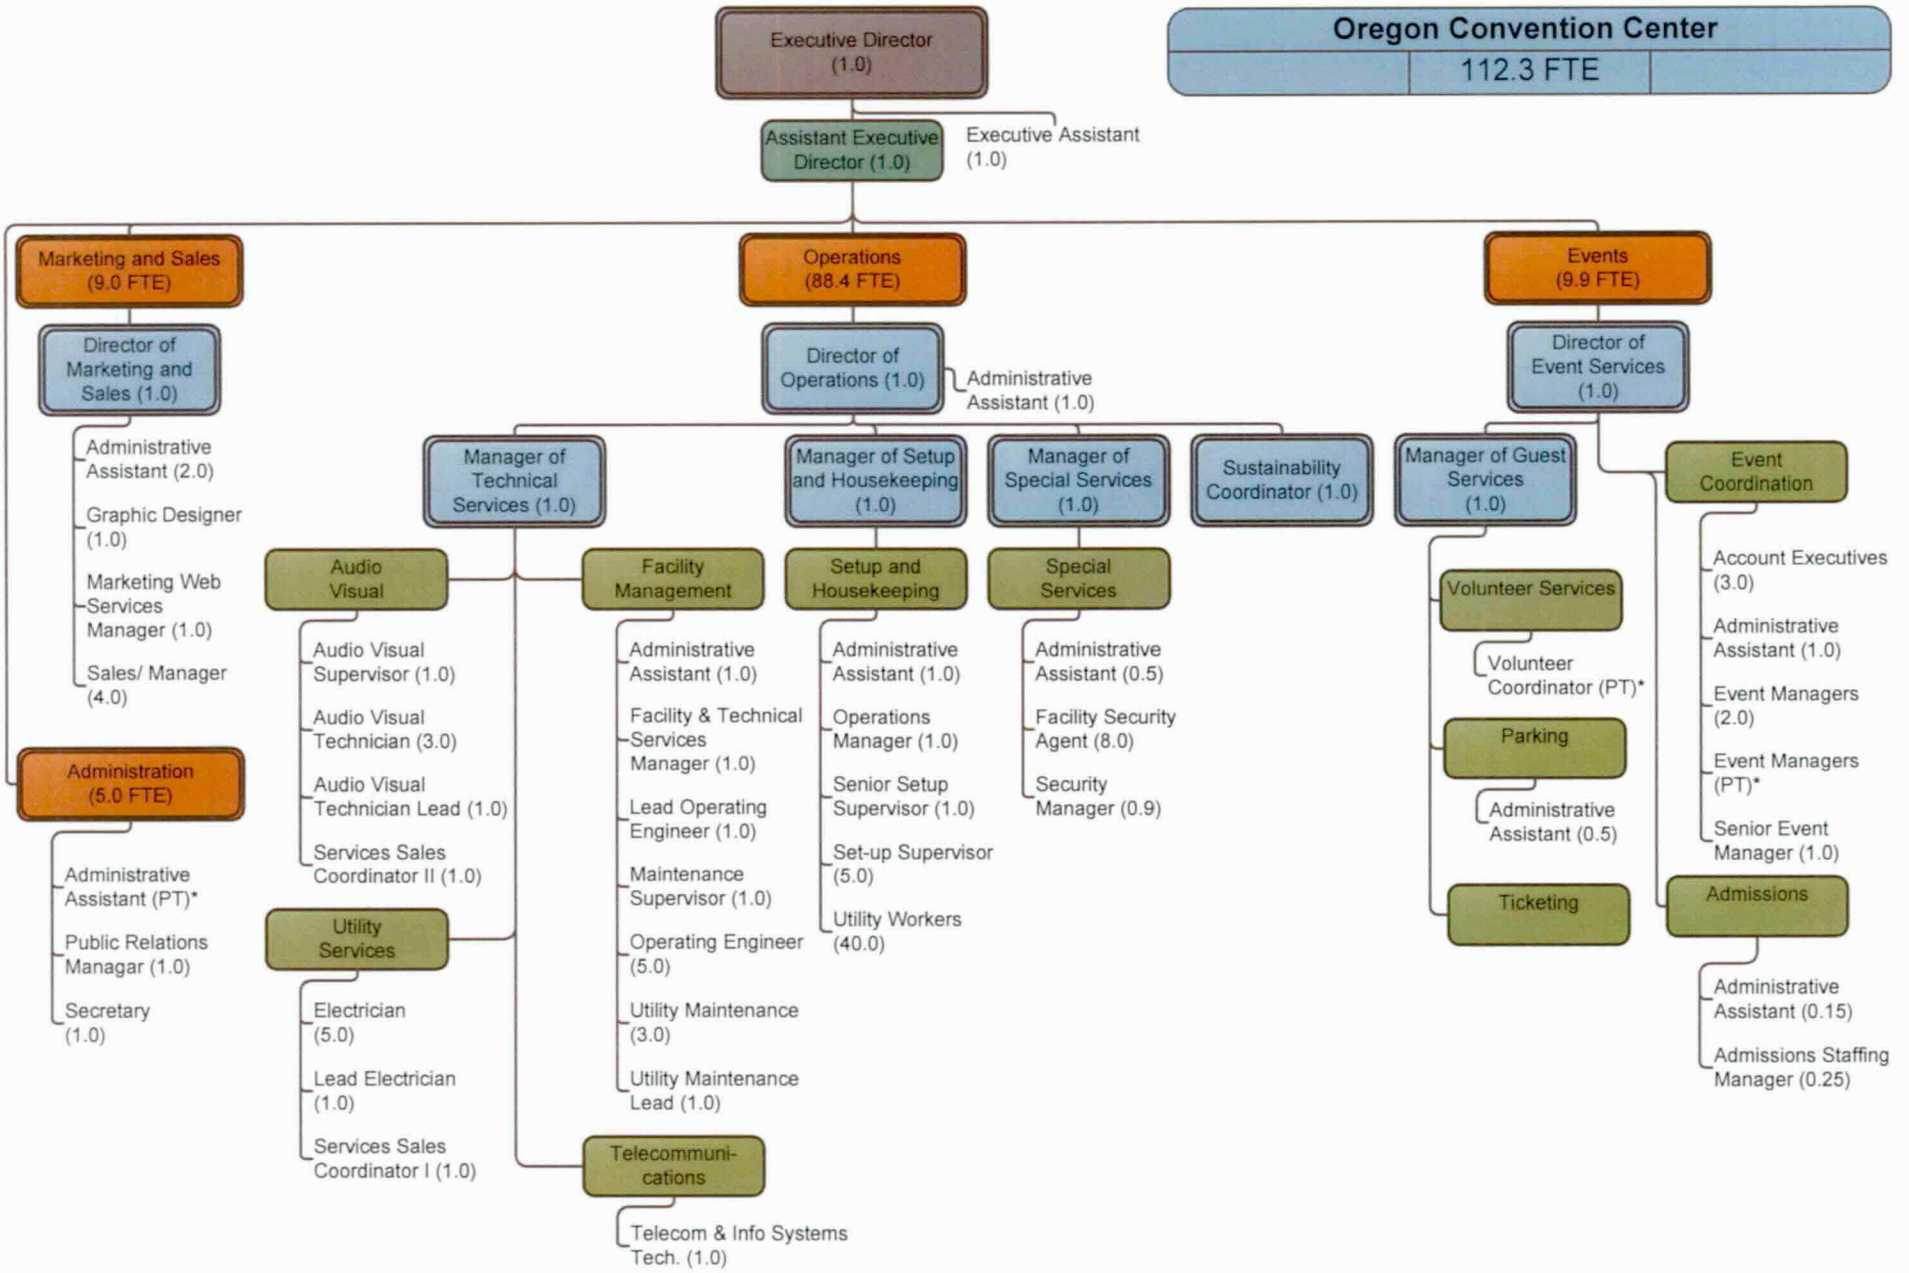 Oregon Convention Center
112.3 FTE
Executive Director
(1.0)
Assistant Executive
Director (1.0)
Executive Assistant
(1.0)
Marketing and Sales
(9.0 FTE)
Director of
Marketing and
Sales (1.0)
Administrative
Assistant (2.0)
Graphic Designer
(1.0)
Marketing Web
Services
Manager (1.0)
Sales/ Manager
(4.0)
Administration
(5.0 FTE)
Administrative
Assistant (PT)*
Public Relations
Managar (1.0)
Secretary
(1.0)
Operations
(88.4 FTE)
Director of
Operations (1.0)
Administrative
Assistant (1.0)
Manager of
Technical
Services (1.0)
Audio
Visual
Audio Visual
Supervisor (1.0)
Audio Visual
Technician (3.0)
Audio Visual
Technician Lead (1.0)
Services Sales
Coordinator II (1.0)
Utility
Services
Electrician
(5.0)
Lead Electrician
(1.0)
Services Sales
Coordinator I (1.0)
Facility
Management
Administrative
Assistant (1.0)
Facility & Technical
Services
Manager (1.0)
Lead Operating
Engineer (1.0)
Maintenance
Supervisor (1.0)
Operating Engineer
(5.0)
Utility Maintenance
(3.0)
Utility Maintenance
Lead (1.0)
Telecommuni-
cations
Telecom & Info Systems
Tech. (1.0)
Manager of Setup
and Housekeeping
(1.0)
Setup and
Housekeeping
Administrative
Assistant (1.0)
Operations
Manager (1.0)
Senior Setup
Supervisor (1.0)
Set-up Supervisor
(5.0)
Utility Workers
(40.0)
Manager of
Special Services
(1.0)
Special
Services
Administrative
Assistant (0.5)
Facility Security
Agent (8.0)
Security
Manager (0.9)
Sustainability
Coordinator (1.0)
Events
(9.9 FTE)
Director of
Event Services
(1.0)
Manager of Guest
Services
(1.0)
Volunteer Services
Volunteer
Coordinator (PT)*
Parking
Administrative
Assistant (0.5)
Ticketing
Event
Coordination
Account Executives
(3.0)
Administrative
Assistant (1.0)
Event Managers
(2.0)
Event Managers
(PT)*
Senior Event
Manager (1.0)
Admissions
Administrative
Assistant (0.15)
Admissions Staffing
Manager (0.25)